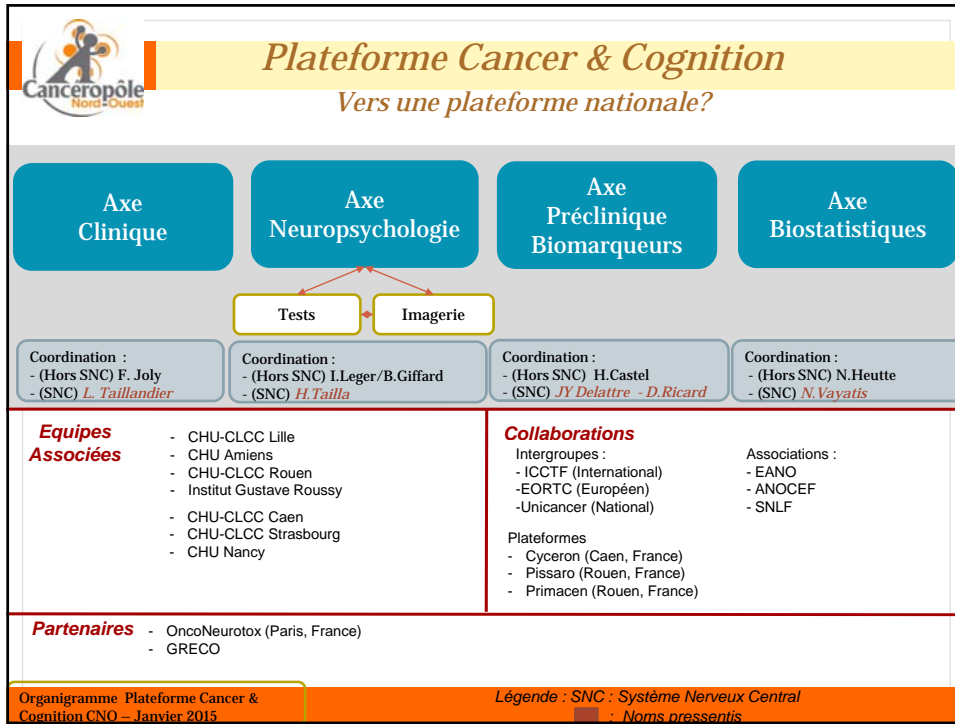 Cancéropôle
Nord-Ouest
Plateforme Cancer & Cognition
Vers une plateforme nationale?
Axe
Clinique
Axe
Neuropsychologie
Axe
Préclinique
Biomarqueurs
Axe
Biostatistiques
Tests
Imagerie
Coordination :
- (Hors SNC) F. Joly
- (SNC) L. Taillandier
Coordination :
- (Hors SNC) I.Leger/B.Giffard
- (SNC) H.Tailla
Coordination :
- (Hors SNC) H.Castel
- (SNC) JY Delattre - D.Ricard
Coordination :
- (Hors SNC) N.Heutte
- (SNC) N.Vayatis
Equipes
Associées
- CHU-CLCC Lille
- CHU Amiens
- CHU-CLCC Rouen
- Institut Gustave Roussy
- CHU-CLCC Caen
- CHU-CLCC Strasbourg
- CHU Nancy
Collaborations
Intergroupes :
- ICCTF (International)
-EORTC (Européen)
-Unicancer (National)
Associations :
- EANO
- ANOCEF
- SNLF
Plateformes
- Cyceron (Caen, France)
- Pissaro (Rouen, France)
- Primacen (Rouen, France)
Partenaires
- OncoNeurotox (Paris, France)
- GRECO
Organigramme Plateforme Cancer &
Cognition CNO – Janvier 2015
Légende : SNC : Système Nerveux Central
: Noms pressentis